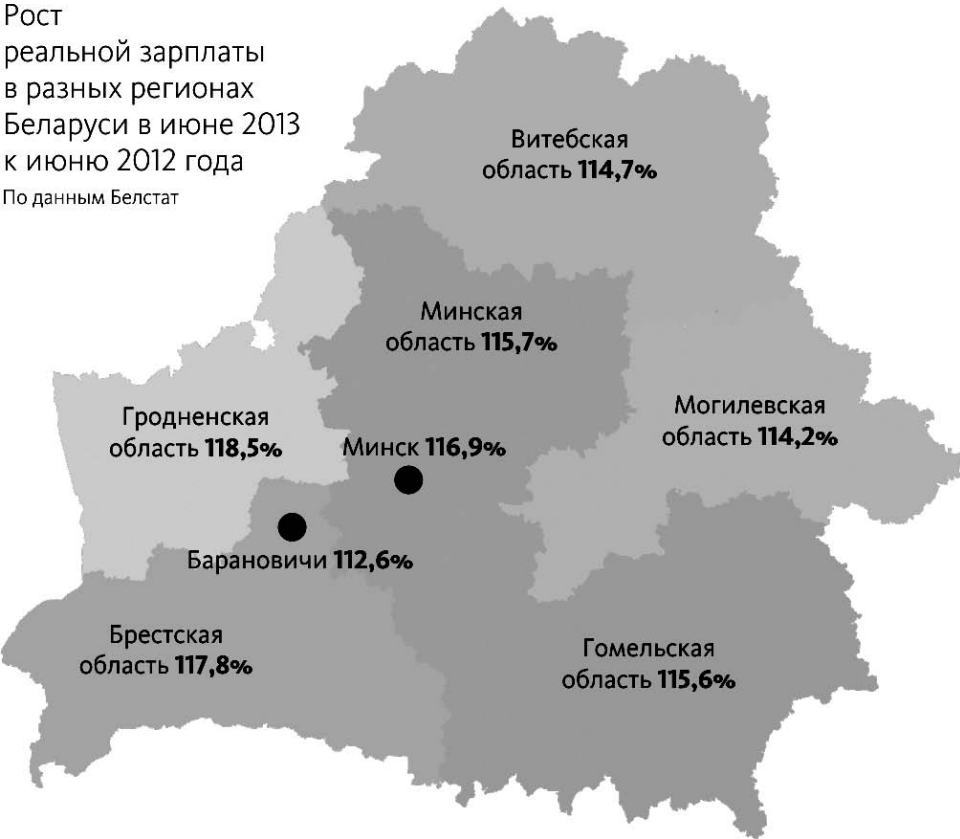 Рост
реальной зарплаты
в разных регионах
Беларуси в июне 2013
к июню 2012 года
По данным Белстат
Витебская
область 114,7%
Минская
область 115,7%
Гродненская
область 118,5%
Могилевская
область 114,2%
Минск 116,9%
Барановичи 112,6%
Брестская
область 117,8%
Гомельская
область 115,6%